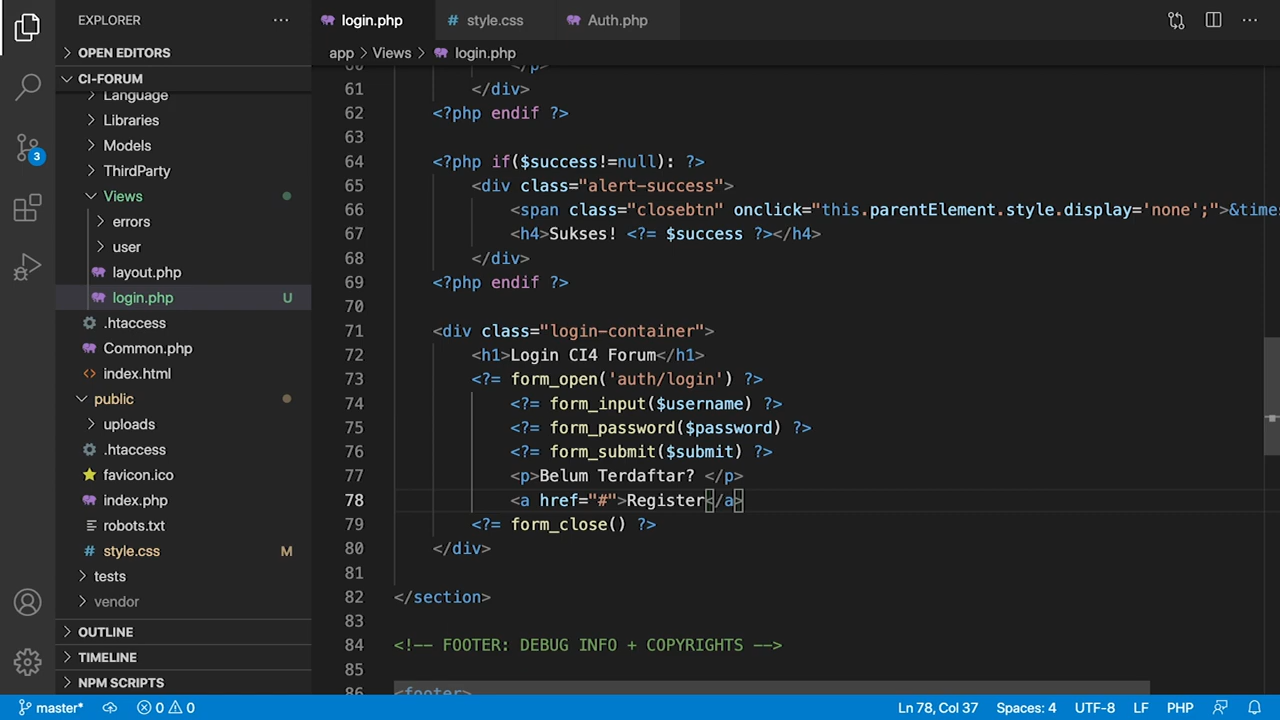 EXPLORER
login.php
style.css
Auth.php
OPEN EDITORS
app > Views > login.php
CI-FORUM
Language
Libraries
Models
3
ThirdParty
Views
errors
user
layout.php
login.php U
.htaccess
Common.php
index.html
public
uploads
.htaccess
favicon.ico
index.php
robots.txt
style.css M
tests
vendor
OUTLINE
TIMELINE
NPM SCRIPTS
60 </p>
61 </div>
62 <?php endif ?>
63
64 <?php if($success!=null): ?>
65 <div class="alert-success">
66 <span class="closebtn" onclick="this.parentElement.style.display='none';">&times
67 <h4>Sukses! <?= $success ?></h4>
68 </div>
69 <?php endif ?>
70
71 <div class="login-container">
72 <h1>Login CI4 Forum</h1>
73 <?= form_open('auth/login') ?>
74 <?= form_input($username) ?>
75 <?= form_password($password) ?>
76 <?= form_submit($submit) ?>
77 <p>Belum Terdaftar? </p>
78 <a href="#">Register</a>
79 <?= form_close() ?>
80 </div>
81
82 </section>
83
84 <!-- FOOTER: DEBUG INFO + COPYRIGHTS -->
85
86 <footer>
master* 0 0 Ln 78, Col 37 Spaces: 4 UTF-8 LF PHP